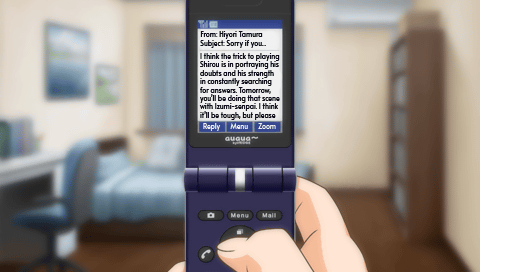 From: Hiyori Tamura
Subject: Sorry if you..
I think the trick to playing
Shirou is in portraying his
doubts and his strength
in constantly searching
for answers. Tomorrow,
you'll be doing that scene
with Izumi-senpai. I think
it'll be tough, but please
Reply Menu Zoom
auaua
Menu Mail